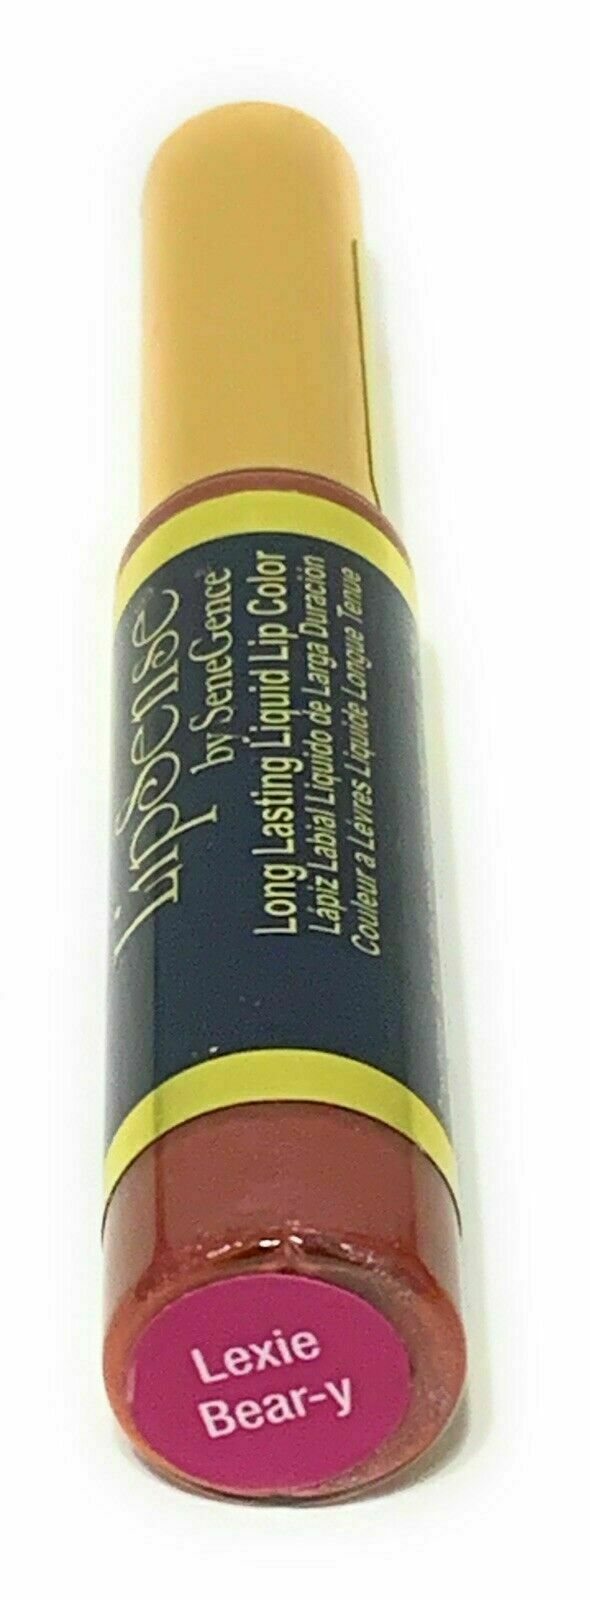 LipSense
by SeneGence
Long Lasting Liquid Lip Color
Lápiz Labial Líquido de Larga Duración
Couleur a Lèvres Liquide Longue Tenue
Lexie
Bear-y